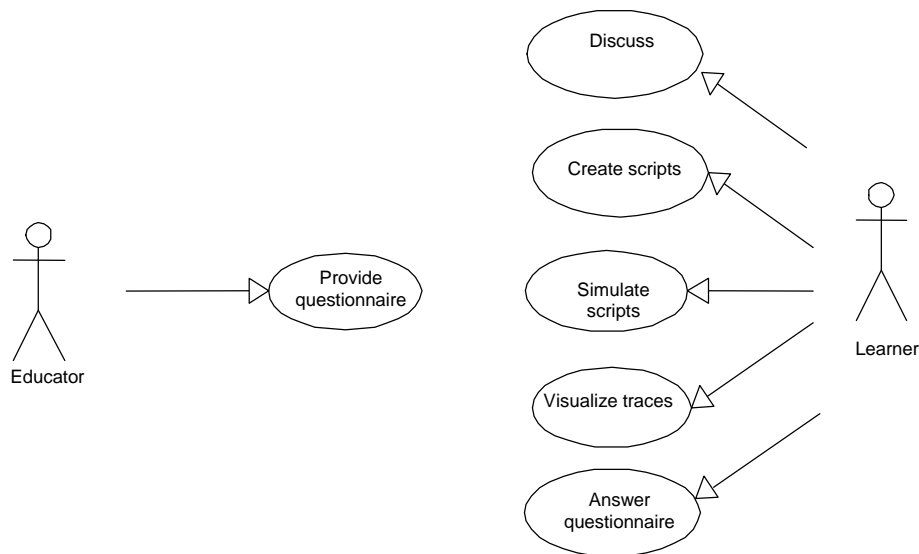 Discuss
Create scripts
Provide
questionnaire
Simulate
scripts
Educator
Learner
Visualize traces
Answer
questionnaire